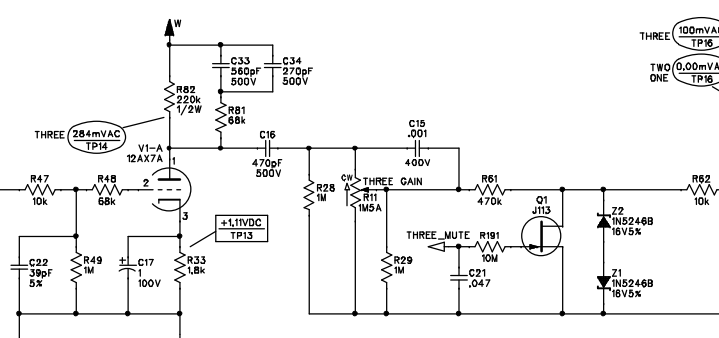 W
C33
560pF
500V
C34
270pF
500V
R82
220k
1/2W
R81
68k
THREE
284mVAC
TP14
V1-A
12AX7A
1
2
3
C16
470pF
500V
C15
.001
400V
THREE
100mVA
TP16
TWO
ONE
0.00mVA
TP16
R47
10k
R48
68k
R28
1M
CW
THREE GAIN
R11
1M5A
R61
470k
R62
10k
Q1
J113
Z2
1N5246B
16V5%
+1.11VDC
TP13
THREE_MUTE
R191
10M
C22
39pF
5%
R49
1M
+
C17
1
100V
R33
1.8k
R29
1M
C21
.047
Z1
1N5246B
16V5%